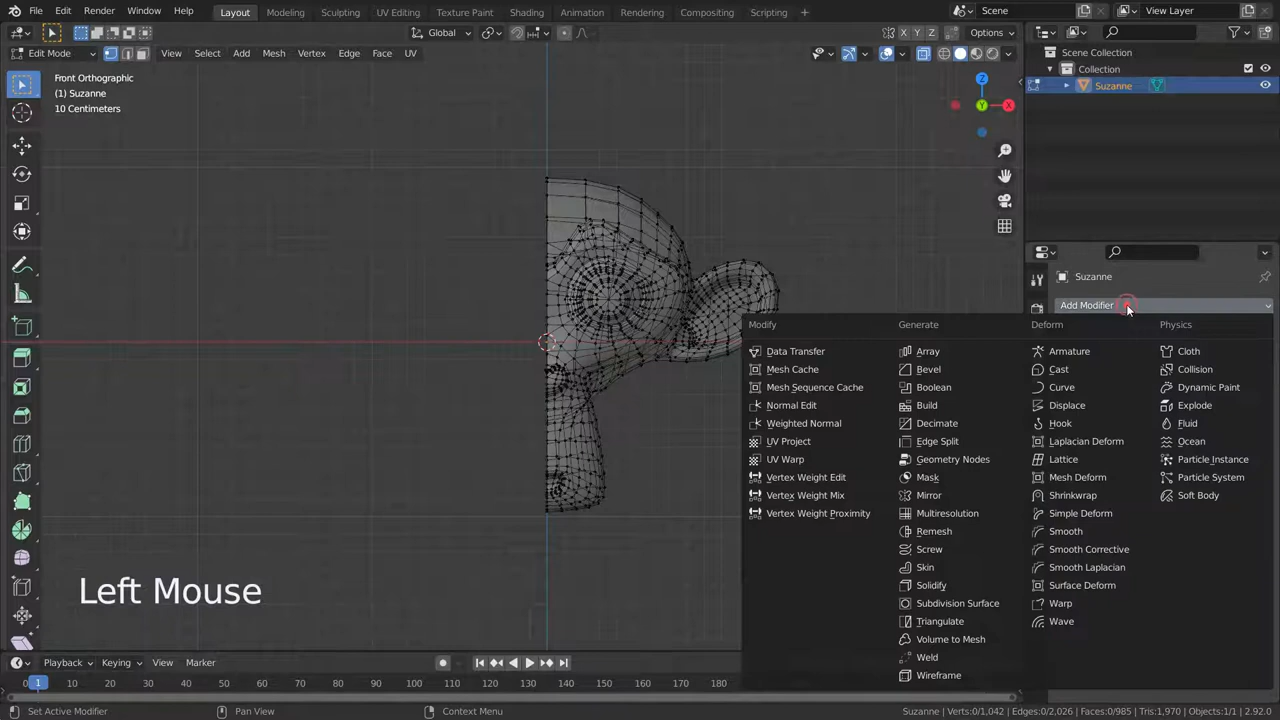 File Edit Render Window Help Layout Modeling Sculpting UV Editing Texture Paint Shading Animation Rendering Compositing Scripting + Scene View Layer
Global X Y Z Options
Edit Mode View Select Add Mesh Vertex Edge Face UV
Scene Collection
Collection
Suzanne
Front Orthographic
(1) Suzanne
10 Centimeters
Z
Y
X
Suzanne
Add Modifier
Modify Generate Deform Physics
Data Transfer Array Armature Cloth
Mesh Cache Bevel Cast Collision
Mesh Sequence Cache Boolean Curve Dynamic Paint
Normal Edit Build Displace Explode
Weighted Normal Decimate Hook Fluid
UV Project Edge Split Laplacian Deform Ocean
UV Warp Geometry Nodes Lattice Particle Instance
Vertex Weight Edit Mask Mesh Deform Particle System
Vertex Weight Mix Mirror Shrinkwrap Soft Body
Vertex Weight Proximity Multiresolution Simple Deform
Remesh Smooth
Screw Smooth Corrective
Skin Smooth Laplacian
Solidify Surface Deform
Subdivision Surface Warp
Triangulate Wave
Volume to Mesh
Weld
Wireframe
Left Mouse
Playback Keying View Marker
0 1 10 20 30 40 50 60 70 80 90 100 110 120 130 140 150 160 170 180
Set Active Modifier Pan View Context Menu Suzanne | Verts:0/1,042 | Edges:0/2,026 | Faces:0/985 | Tris:1,970 | Objects:1/1 | 2.92.0